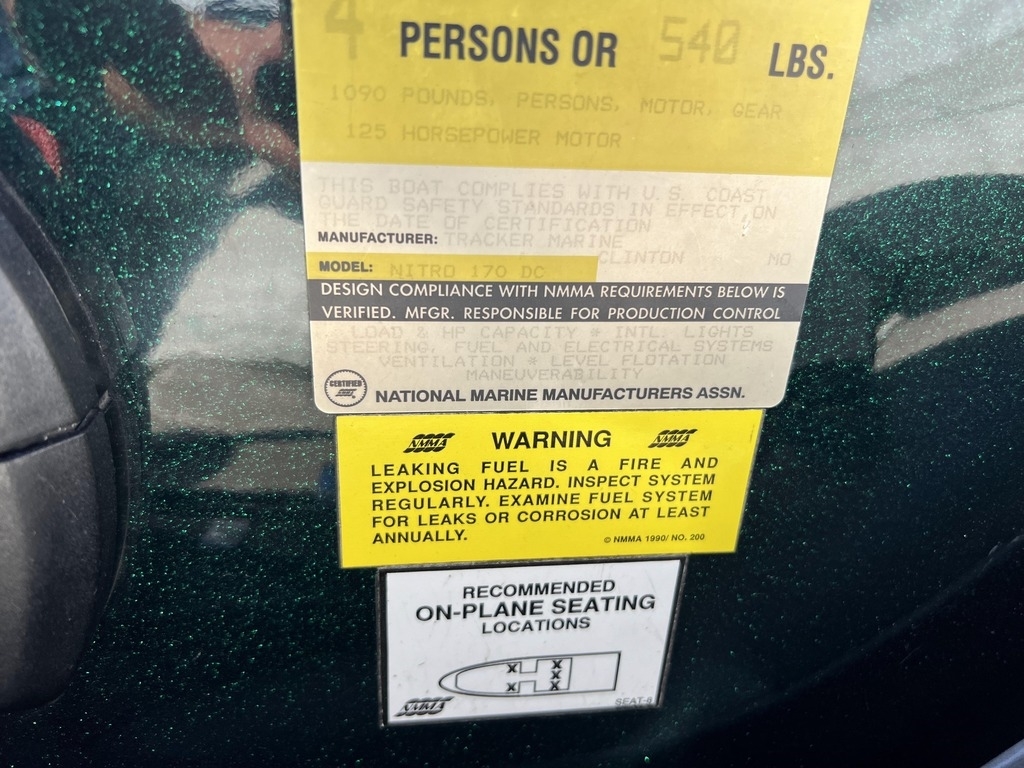 4 PERSONS OR 540 LBS.
1090 POUNDS, PERSONS, MOTOR, GEAR
125 HORSEPOWER MOTOR
THIS BOAT COMPLIES WITH U.S. COAST
GUARD SAFETY STANDARDS IN EFFECT ON
THE DATE OF CERTIFICATION
MANUFACTURER: TRACKER MARINE
CLINTON MO
MODEL: NITRO 170 DC
DESIGN COMPLIANCE WITH NMMA REQUIREMENTS BELOW IS
VERIFIED. MFGR. RESPONSIBLE FOR PRODUCTION CONTROL
LOAD & HP CAPACITY * INTL. LIGHTS
STEERING, FUEL AND ELECTRICAL SYSTEMS
VENTILATION * LEVEL FLOTATION
MANEUVERABILITY
CERTIFIED
NATIONAL MARINE MANUFACTURERS ASSN.
NMMA WARNING NMMA
LEAKING FUEL IS A FIRE AND
EXPLOSION HAZARD. INSPECT SYSTEM
REGULARLY. EXAMINE FUEL SYSTEM
FOR LEAKS OR CORROSION AT LEAST
ANNUALLY.
© NMMA 1990/ NO. 200
RECOMMENDED
ON-PLANE SEATING
LOCATIONS
X X
X
X X
NMMA
SEAT-8